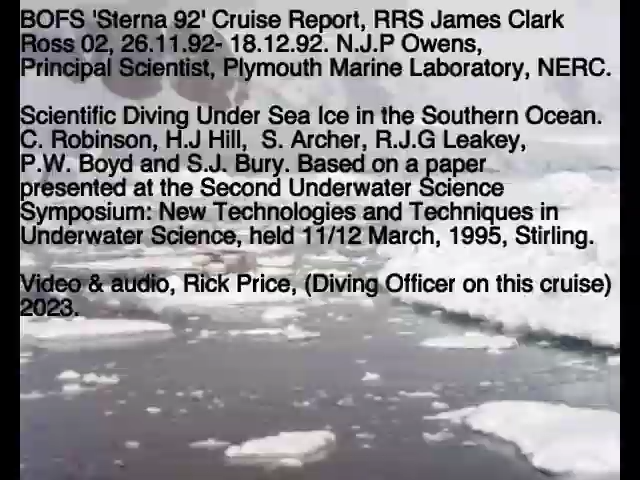 BOFS 'Sterna 92' Cruise Report, RRS James Clark
Ross 02, 26.11.92- 18.12.92. N.J.P Owens,
Principal Scientist, Plymouth Marine Laboratory, NERC.
Scientific Diving Under Sea Ice in the Southern Ocean.
C. Robinson, H.J Hill,  S. Archer, R.J.G Leakey,
P.W. Boyd and S.J. Bury. Based on a paper
presented at the Second Underwater Science
Symposium: New Technologies and Techniques in
Underwater Science, held 11/12 March, 1995, Stirling.
Video & audio, Rick Price, (Diving Officer on this cruise)
2023.